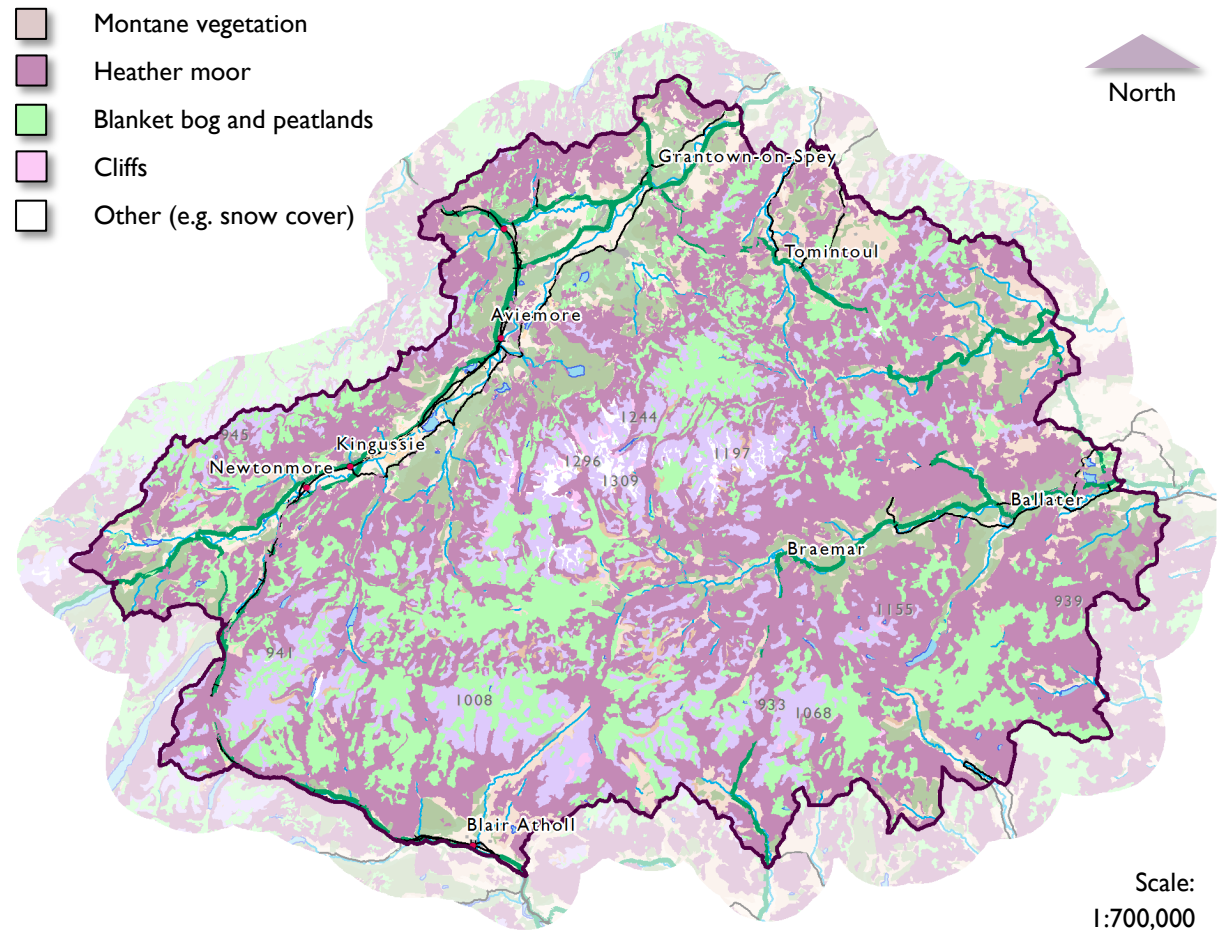 Montane vegetation
Heather moor
Blanket bog and peatlands
Cliffs
Other (e.g. snow cover)
North
Grantown-on-Spey
Tomintoul
Aviemore
1244
945
Kingussie
1197
Newtonmore
1296
1309
Ballater
Braemar
1155
939
941
1008
933
1068
Blair Atholl
Scale:
1:700,000